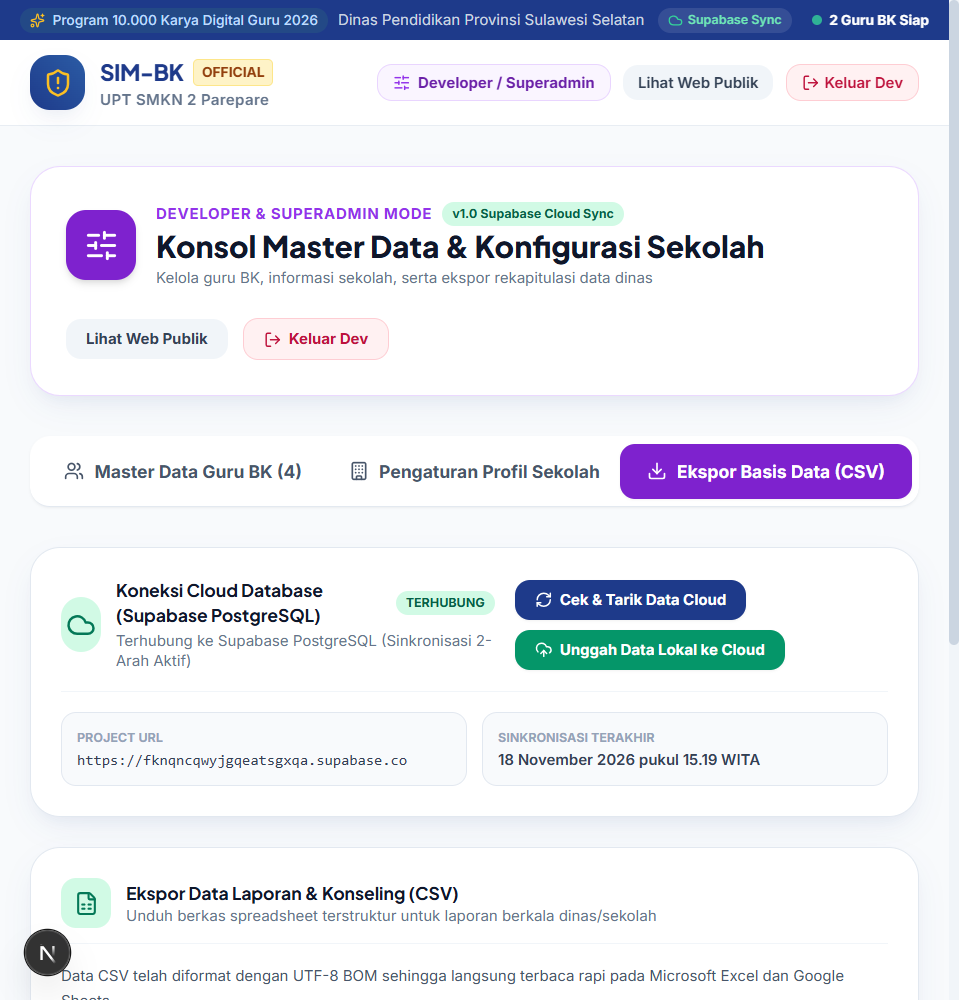 Program 10.000 Karya Digital Guru 2026 Dinas Pendidikan Provinsi Sulawesi Selatan Supabase Sync 2 Guru BK Siap
SIM-BK OFFICIAL
UPT SMKN 2 Parepare
Developer / Superadmin Lihat Web Publik Keluar Dev
DEVELOPER & SUPERADMIN MODE v1.0 Supabase Cloud Sync
Konsol Master Data & Konfigurasi Sekolah
Kelola guru BK, informasi sekolah, serta ekspor rekapitulasi data dinas
Lihat Web Publik Keluar Dev
Master Data Guru BK (4) Pengaturan Profil Sekolah Ekspor Basis Data (CSV)
Koneksi Cloud Database
(Supabase PostgreSQL)
TERHUBUNG
Terhubung ke Supabase PostgreSQL (Sinkronisasi 2-
Arah Aktif)
Cek & Tarik Data Cloud
Unggah Data Lokal ke Cloud
PROJECT URL
https://fknqncqwyjgqeatsgxqa.supabase.co
SINKRONISASI TERAKHIR
18 November 2026 pukul 15.19 WITA
Ekspor Data Laporan & Konseling (CSV)
Unduh berkas spreadsheet terstruktur untuk laporan berkala dinas/sekolah
N
Data CSV telah diformat dengan UTF-8 BOM sehingga langsung terbaca rapi pada Microsoft Excel dan Google
Sheets.